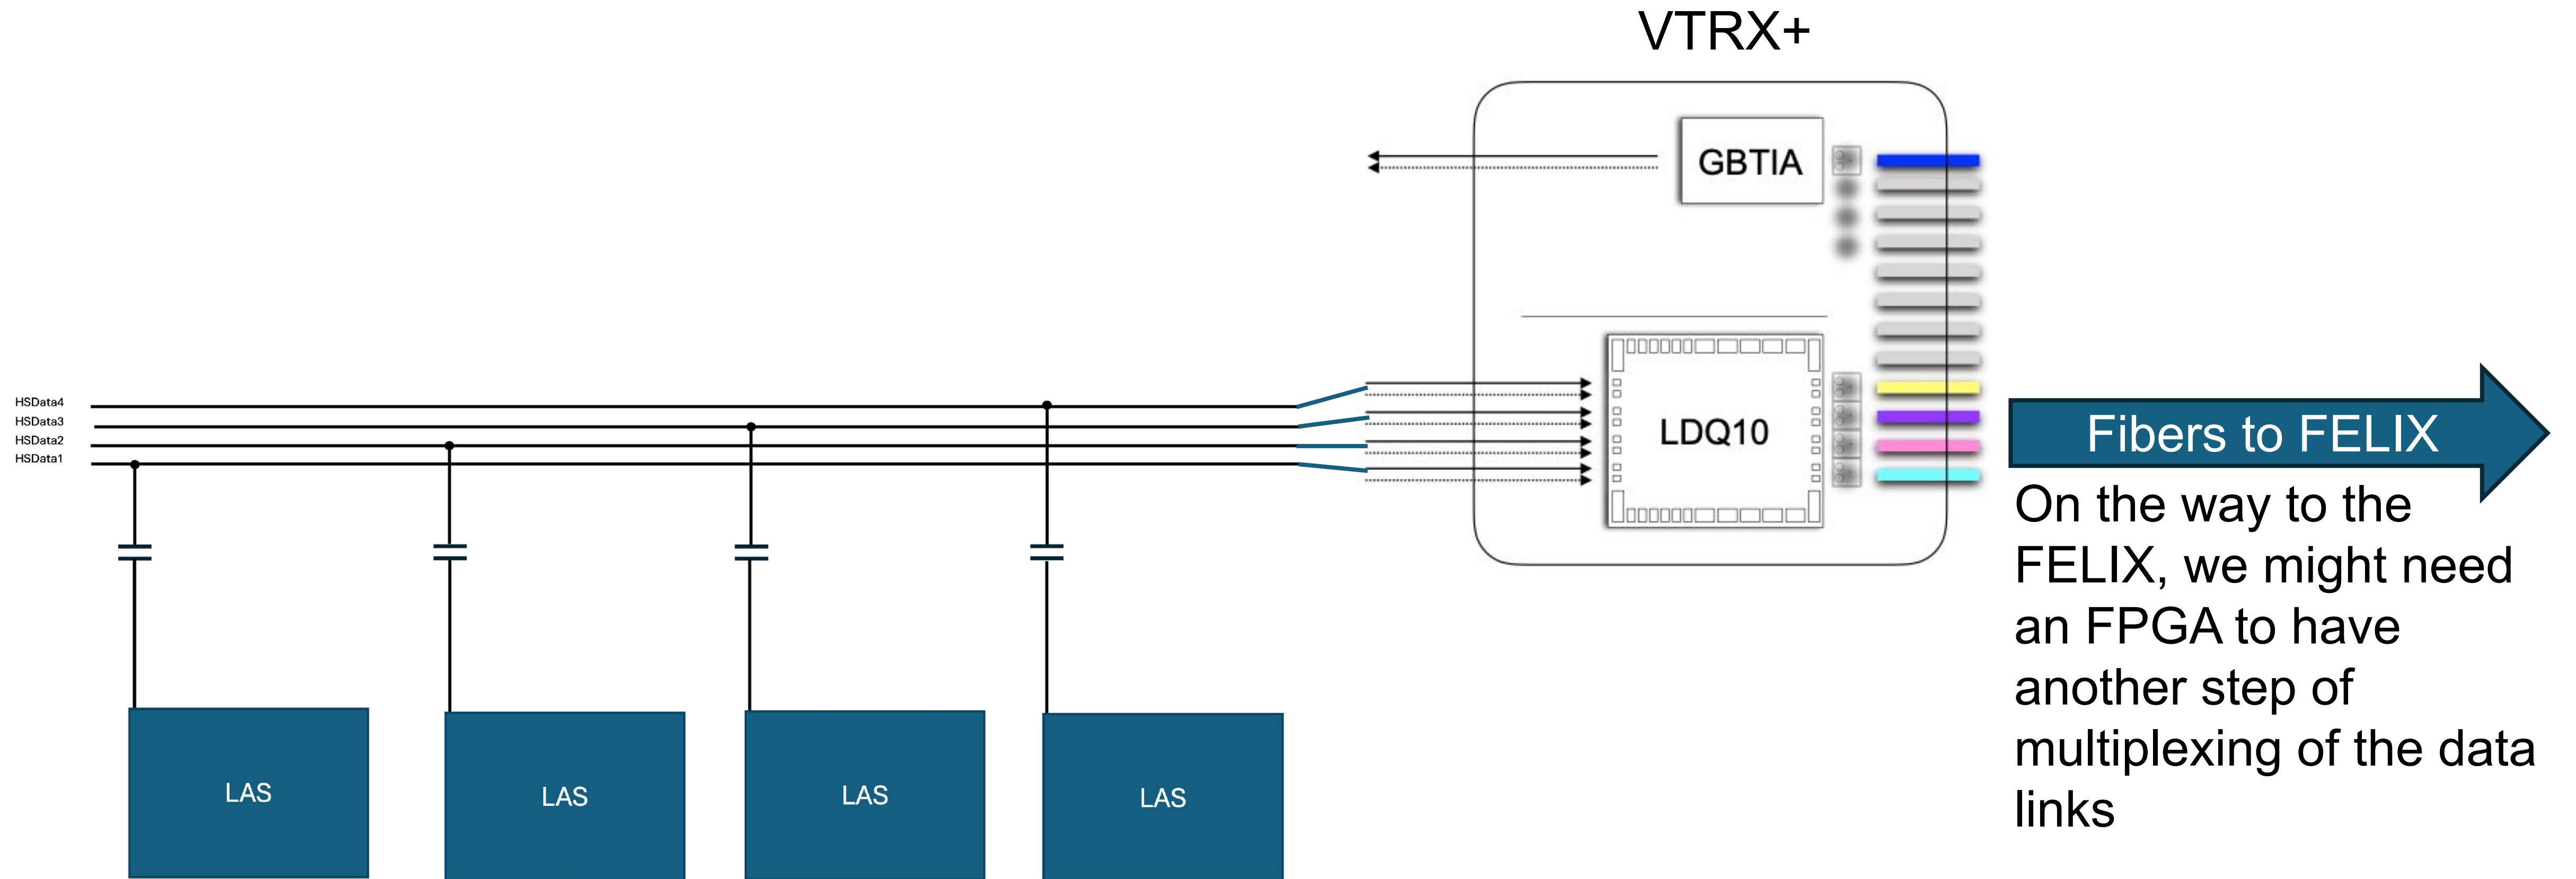 VTRX+
GBTIA
HSData4
HSData3
HSData2
HSData1
LDQ10
Fibers to FELIX
On the way to the
FELIX, we might need
an FPGA to have
another step of
multiplexing of the data
links
LAS
LAS
LAS
LAS